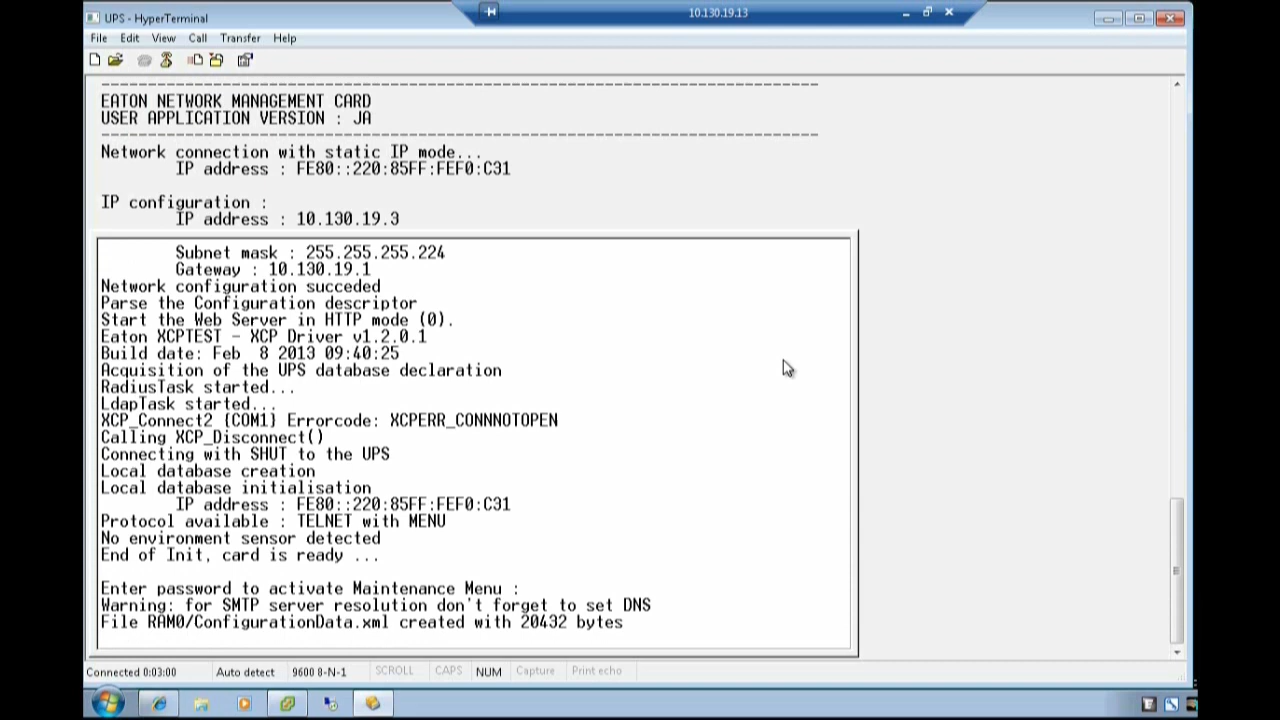 UPS - HyperTerminal
10.130.19.13
File Edit View Call Transfer Help
EATON NETWORK MANAGEMENT CARD
USER APPLICATION VERSION : JA
Network connection with static IP mode...
IP address : FE80::220:85FF:FEF0:C31
IP configuration :
IP address : 10.130.19.3
Subnet mask : 255.255.255.224
Gateway : 10.130.19.1
Network configuration succeded
Parse the Configuration descriptor
Start the Web Server in HTTP mode (0).
Eaton XCPTEST - XCP Driver v1.2.0.1
Build date: Feb  8 2013 09:40:25
Acquisition of the UPS database declaration
RadiusTask started...
LdapTask started...
XCP_Connect2 {COM1} Errorcode: XCPERR_CONNNOTOPEN
Calling XCP_Disconnect()
Connecting with SHUT to the UPS
Local database creation
Local database initialisation
IP address : FE80::220:85FF:FEF0:C31
Protocol available : TELNET with MENU
No environment sensor detected
End of Init, card is ready ...
Enter password to activate Maintenance Menu :
Warning: for SMTP server resolution don't forget to set DNS
File RAM0/ConfigurationData.xml created with 20432 bytes
Connected 0:03:00 Auto detect 9600 8-N-1 SCROLL CAPS NUM Capture Print echo